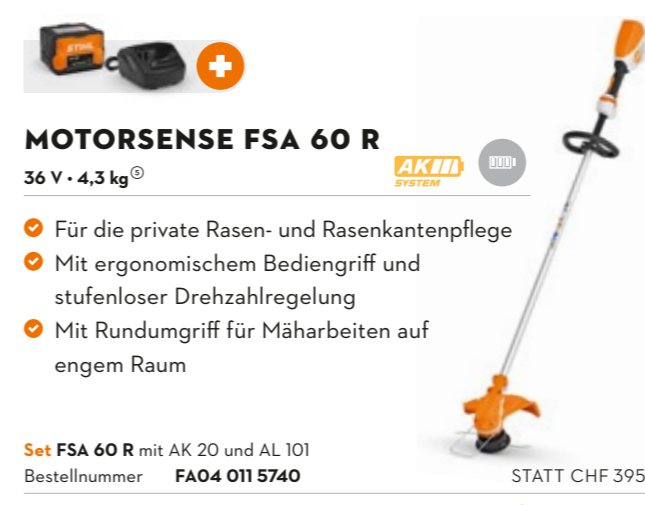 STIHL
MOTORSENSE FSA 60 R
36 V • 4,3 kg⑤
AK
SYSTEM
Für die private Rasen- und Rasenkantenpflege
Mit ergonomischem Bediengriff und
stufenloser Drehzahlregelung
Mit Rundumgriff für Mäharbeiten auf
engem Raum
Set FSA 60 R mit AK 20 und AL 101
Bestellnummer FA04 011 5740
STATT CHF 395